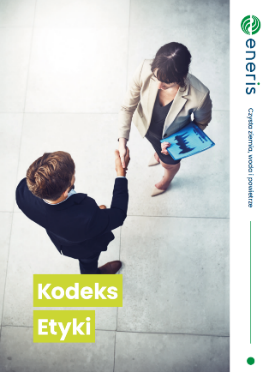 eneris
Czysta ziemia, woda i powietrze
Kodeks
Etyki